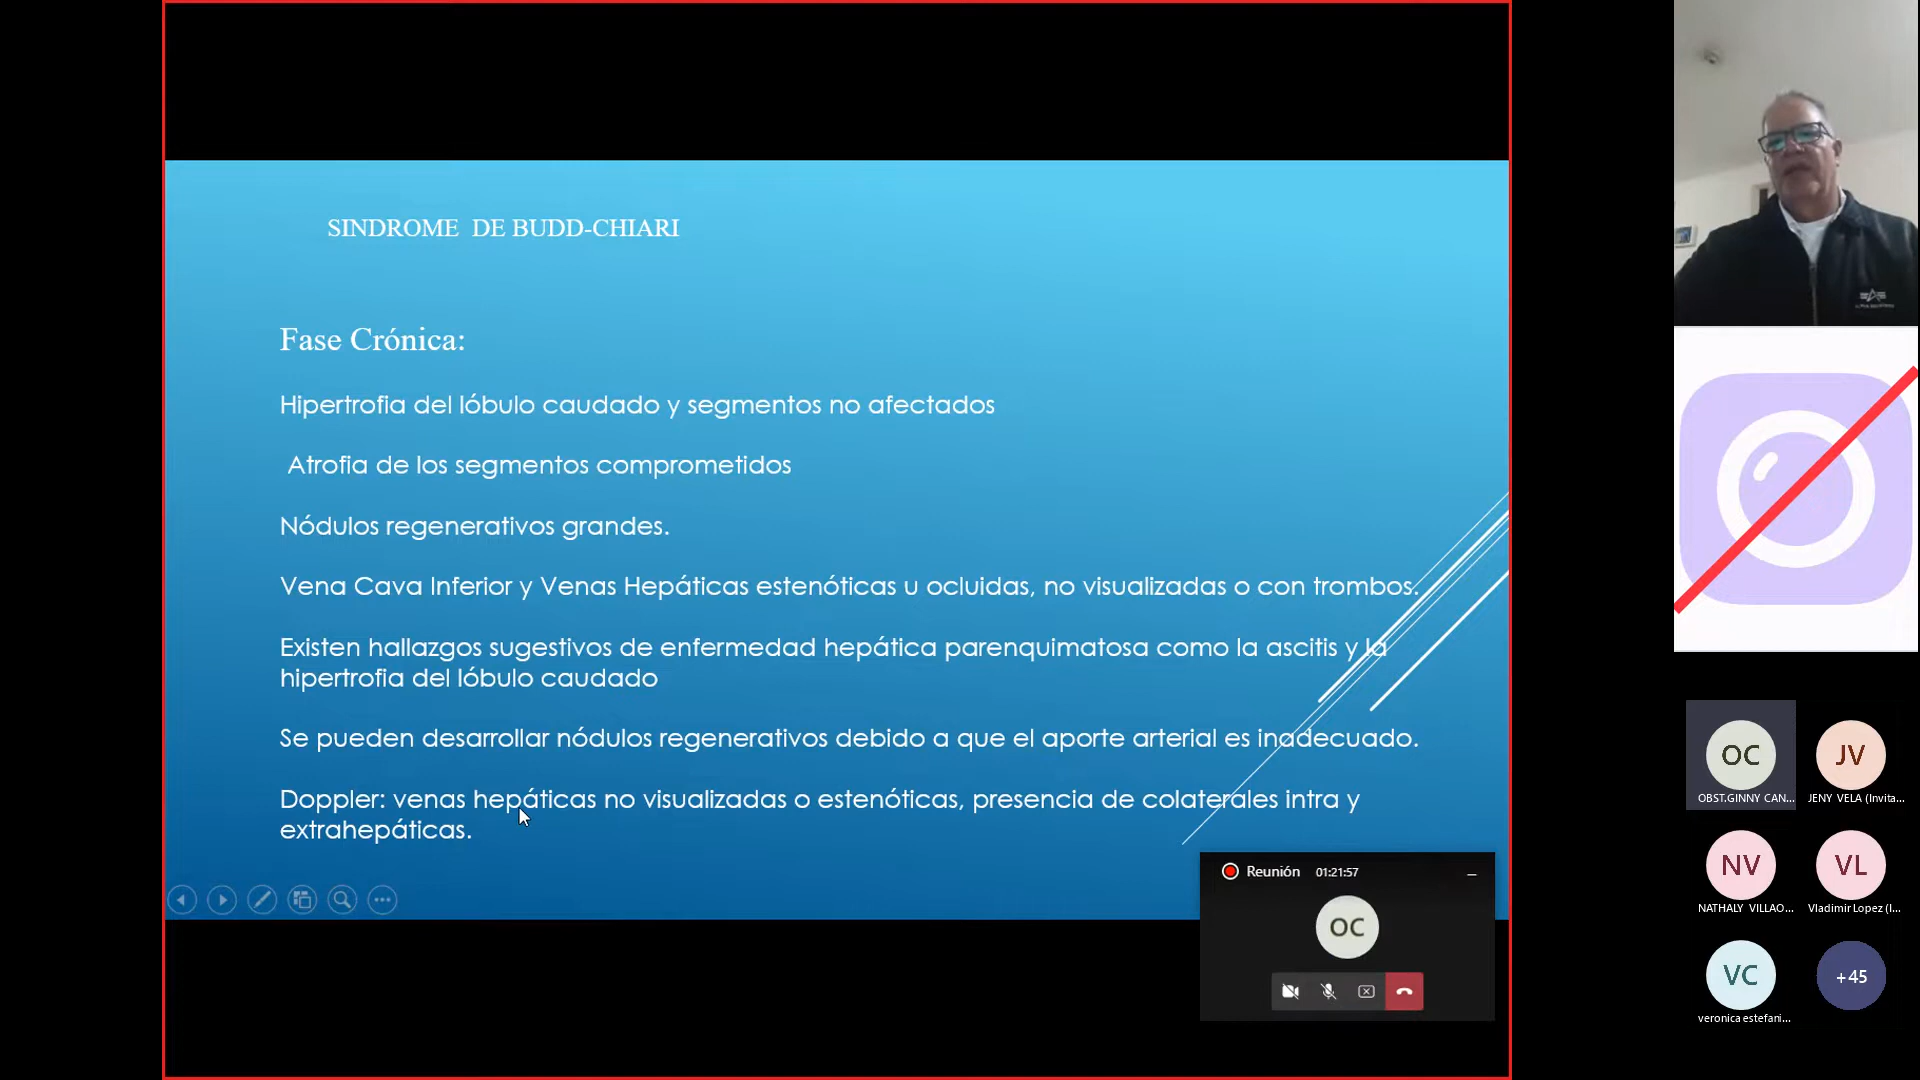 SINDROME DE BUDD-CHIARI
Fase Crónica:
Hipertrofia del lóbulo caudado y segmentos no afectados
Atrofia de los segmentos comprometidos
Nódulos regenerativos grandes.
Vena Cava Inferior y Venas Hepáticas estenóticas u ocluidas, no visualizadas o con trombos.
Existen hallazgos sugestivos de enfermedad hepática parenquimatosa como la ascitis y la
hipertrofia del lóbulo caudado
Se pueden desarrollar nódulos regenerativos debido a que el aporte arterial es inadecuado.
Doppler: venas hepáticas no visualizadas o estenóticas, presencia de colaterales intra y
extrahepáticas.
Reunión 01:21:57
OC
OC
OBST.GINNY CAN...
JV
JENY VELA (Invita...
NV
NATHALY VILLAO...
VL
Vladimir Lopez (I...
VC
veronica estefani...
+45